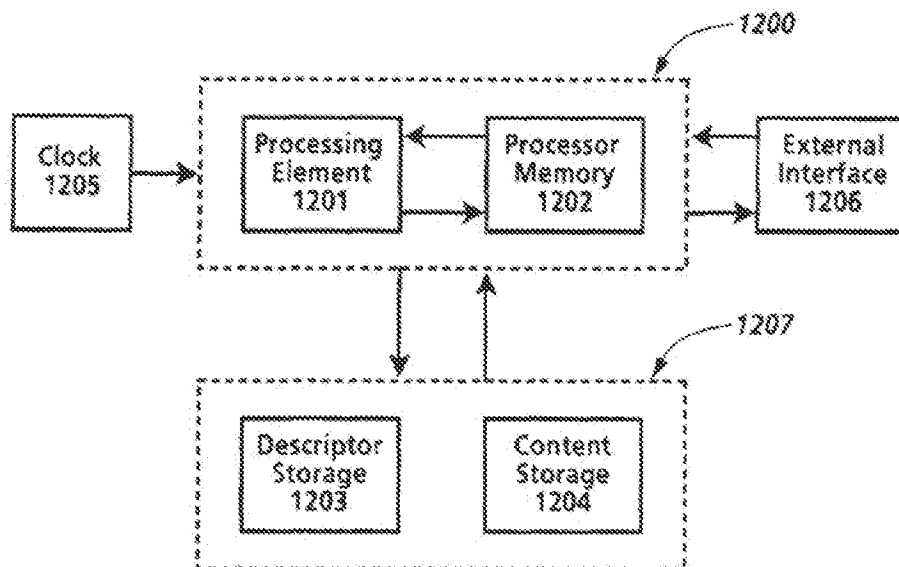 1200
Clock
1205
Processing
Element
1201
Processor
Memory
1202
External
Interface
1206
1207
Descriptor
Storage
1203
Content
Storage
1204